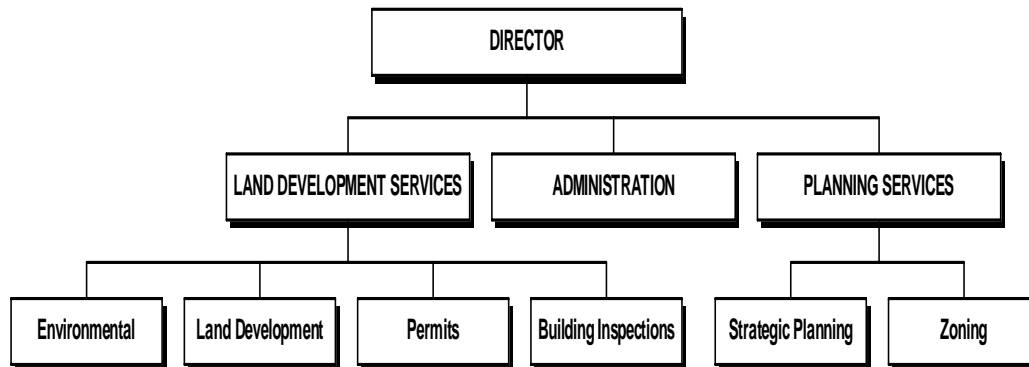 DIRECTOR
LAND DEVELOPMENT SERVICES
ADMINISTRATION
PLANNING SERVICES
Environmental
Land Development
Permits
Building Inspections
Strategic Planning
Zoning